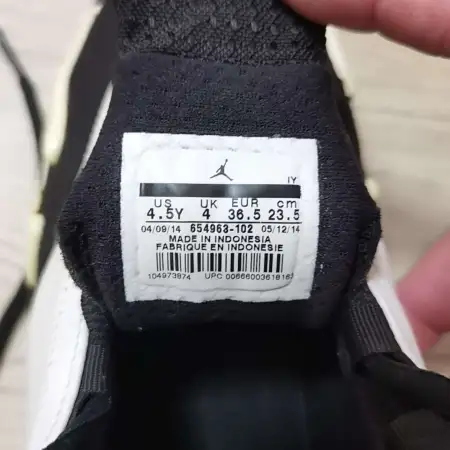 IY
US UK EUR cm
4.5Y 4 36.5 23.5
04/09/14 654963-102 05/12/14
MADE IN INDONESIA
FABRIQUE EN INDONESIE
104973974 UPC